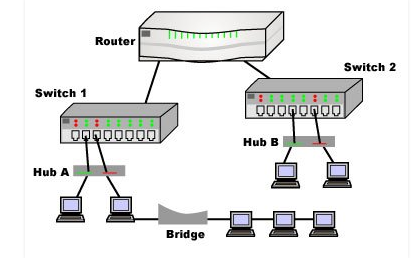 Router
Switch 2
Switch 1
Hub B
Hub A
Bridge